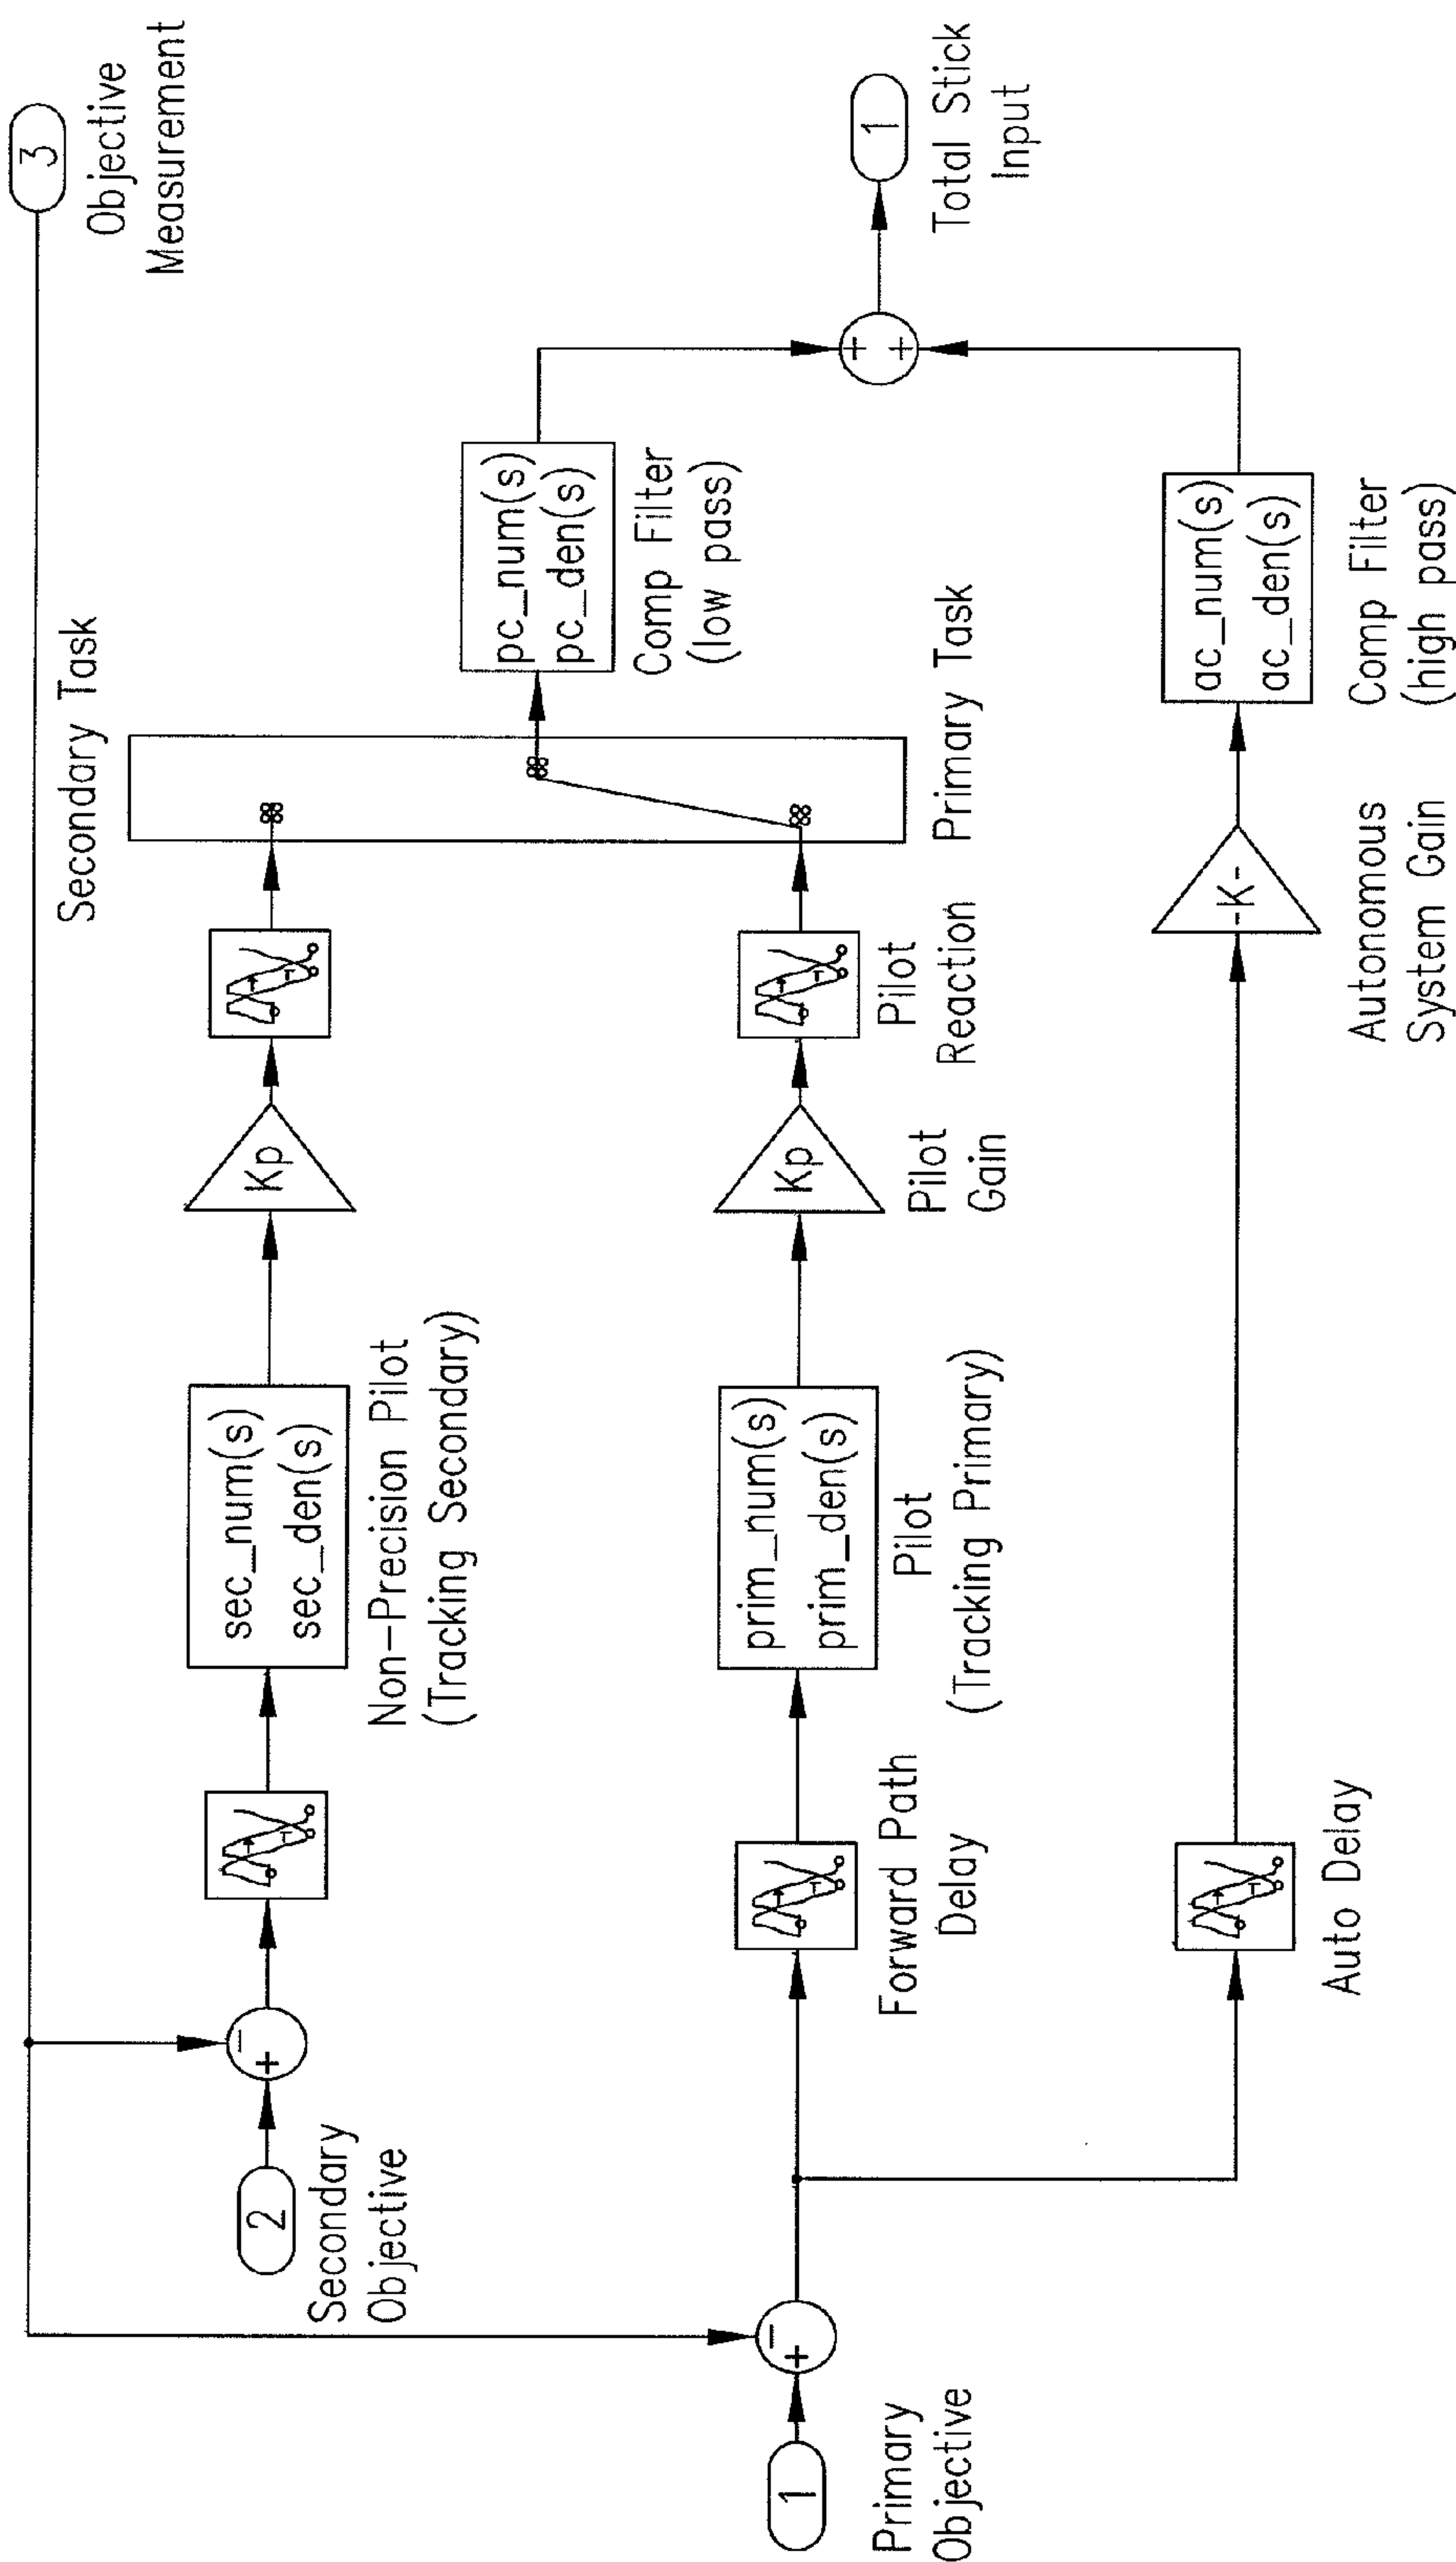 3
Objective
Measurement
Secondary Task
2
Secondary
Objective
−
+
T
sec_num(s)
sec_den(s)
Non-Precision Pilot
(Tracking Secondary)
Kp
T
pc_num(s)
pc_den(s)
Comp Filter
(low pass)
1
Primary
Objective
−
+
T
Forward Path
Delay
prim_num(s)
prim_den(s)
Pilot
(Tracking Primary)
Kp
Pilot
Gain
T
Pilot
Reaction
Primary Task
+
+
1
Total Stick
Input
T
Auto Delay
-K-
Autonomous
System Gain
ac_num(s)
ac_den(s)
Comp Filter
(high pass)